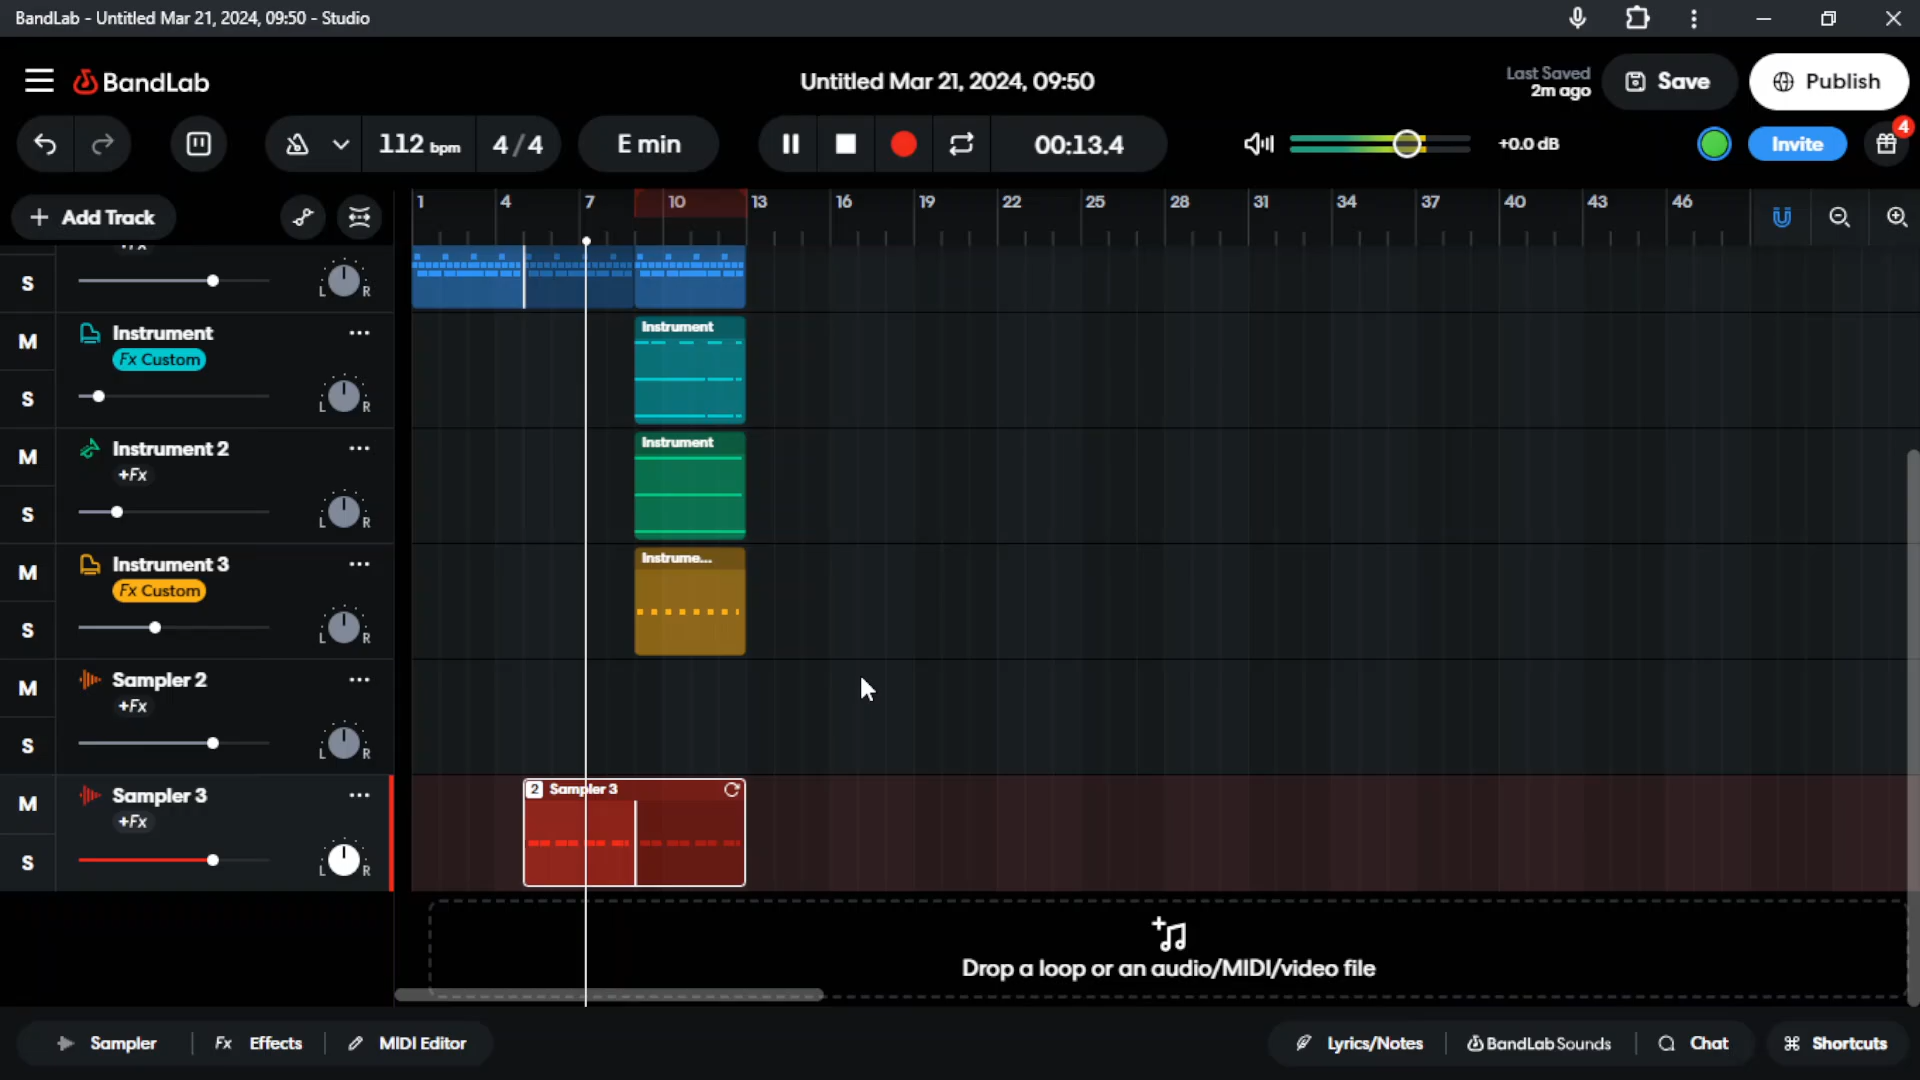 BandLab - Untitled Mar 21, 2024, 09:50 - Studio
BandLab
Untitled Mar 21, 2024, 09:50
Last Saved
2m ago
Save
Publish
112 bpm
4/4
E min
00:13.4
+0.0 dB
Invite
4
Add Track
1 4 7 10 13 16 19 22 25 28 31 34 37 40 43 46
S
L R
M
Instrument
Fx Custom
S
L R
Instrument
M
Instrument 2
+Fx
S
L R
Instrument
M
Instrument 3
Fx Custom
S
L R
Instrume...
M
Sampler 2
+Fx
S
L R
M
Sampler 3
+Fx
S
L R
2 Sampler 3
Drop a loop or an audio/MIDI/video file
Sampler
Fx Effects
MIDI Editor
Lyrics/Notes
BandLab Sounds
Chat
Shortcuts